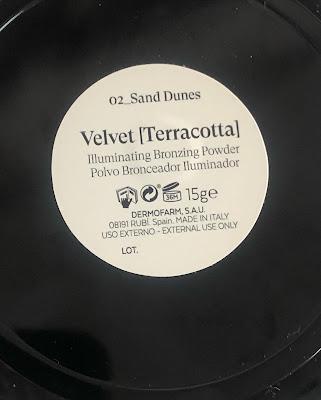 02_Sand Dunes
Velvet [Terracotta]
Illuminating Bronzing Powder
Polvo Bronceador Iluminador
36M 15g℮
DERMOFARM, S.A.U.
08191 RUBÍ. Spain. MADE IN ITALY
USO EXTERNO - EXTERNAL USE ONLY
LOT.